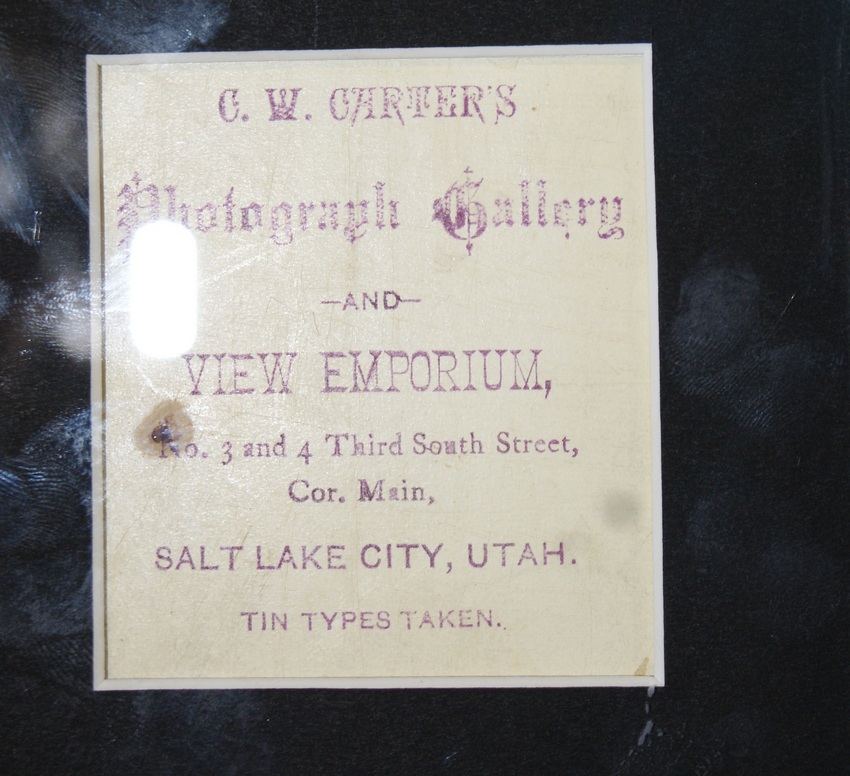 C. W. CARTER'S
Photograph Gallery
—AND—
VIEW EMPORIUM,
No. 3 and 4 Third South Street,
Cor. Main,
SALT LAKE CITY, UTAH.
TIN TYPES TAKEN.